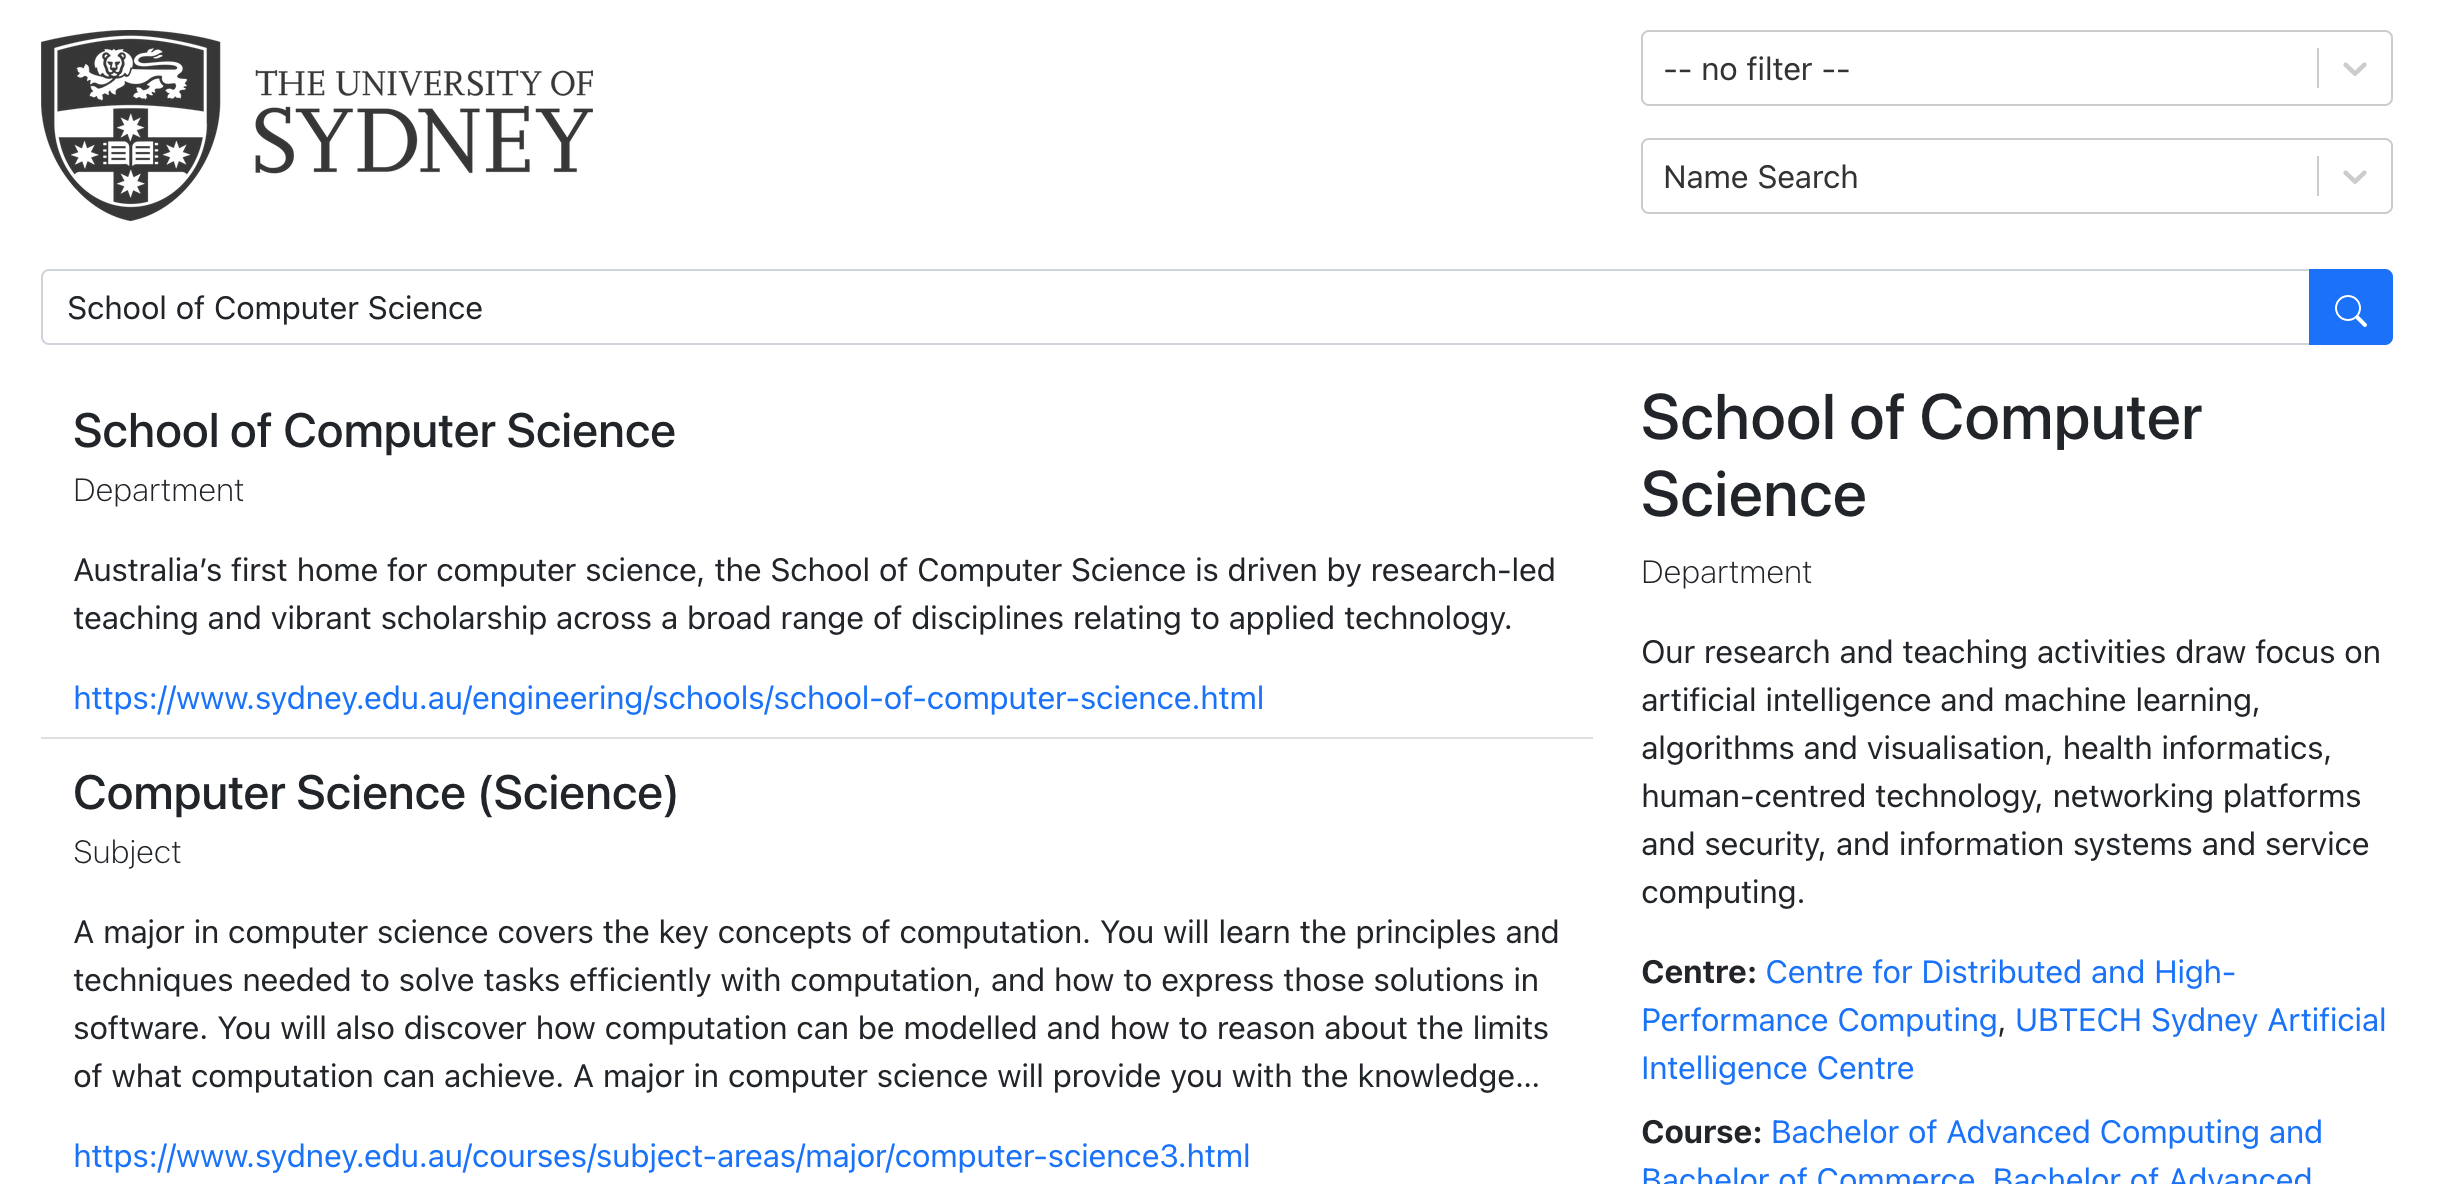 THE UNIVERSITY OF
SYDNEY
-- no filter --
Name Search
School of Computer Science
School of Computer Science
Department
Australia’s first home for computer science, the School of Computer Science is driven by research-led
teaching and vibrant scholarship across a broad range of disciplines relating to applied technology.
https://www.sydney.edu.au/engineering/schools/school-of-computer-science.html
Computer Science (Science)
Subject
A major in computer science covers the key concepts of computation. You will learn the principles and
techniques needed to solve tasks efficiently with computation, and how to express those solutions in
software. You will also discover how computation can be modelled and how to reason about the limits
of what computation can achieve. A major in computer science will provide you with the knowledge...
https://www.sydney.edu.au/courses/subject-areas/major/computer-science3.html
School of Computer
Science
Department
Our research and teaching activities draw focus on
artificial intelligence and machine learning,
algorithms and visualisation, health informatics,
human-centred technology, networking platforms
and security, and information systems and service
computing.
Centre: Centre for Distributed and High-
Performance Computing, UBTECH Sydney Artificial
Intelligence Centre
Course: Bachelor of Advanced Computing and
Bachelor of Commerce, Bachelor of Advanced